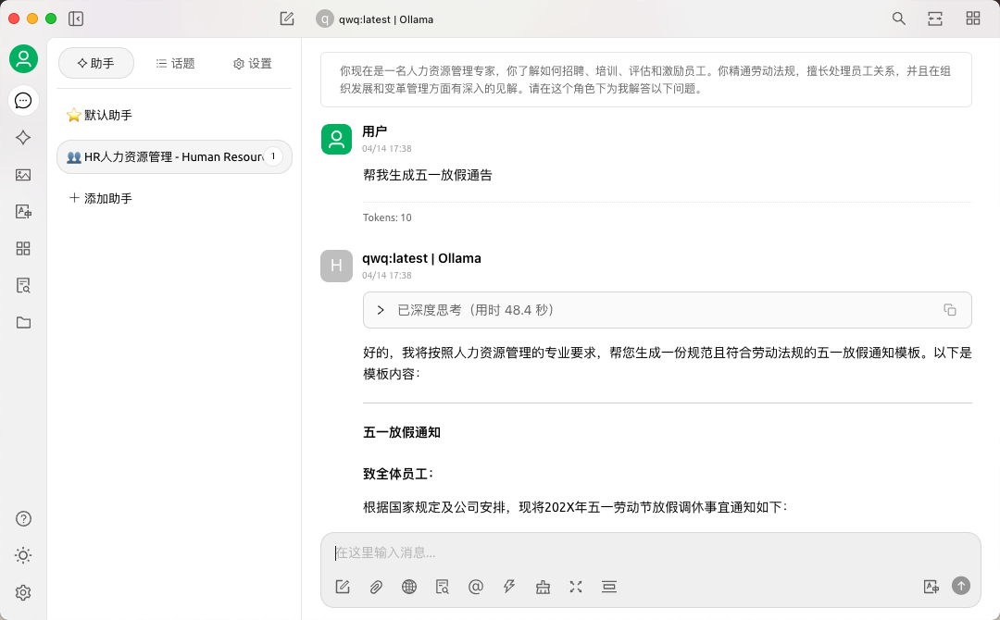 q qwq:latest | Ollama
助手 话题 设置
⭐默认助手
HR人力资源管理 - Human Resour 1
添加助手
你现在是一名人力资源管理专家，你了解如何招聘、培训、评估和激励员工。你精通劳动法规，擅长处理员工关系，并且在组
织发展和变革管理方面有深入的见解。请在这个角色下为我解答以下问题。
用户
04/14 17:38
帮我生成五一放假通告
Tokens: 10
H qwq:latest | Ollama
04/14 17:38
已深度思考（用时 48.4 秒）
好的，我将按照人力资源管理的专业要求，帮您生成一份规范且符合劳动法规的五一放假通知模板。以下是
模板内容：
五一放假通知
致全体员工：
根据国家规定及公司安排，现将202X年五一劳动节放假调休事宜通知如下：
在这里输入消息...